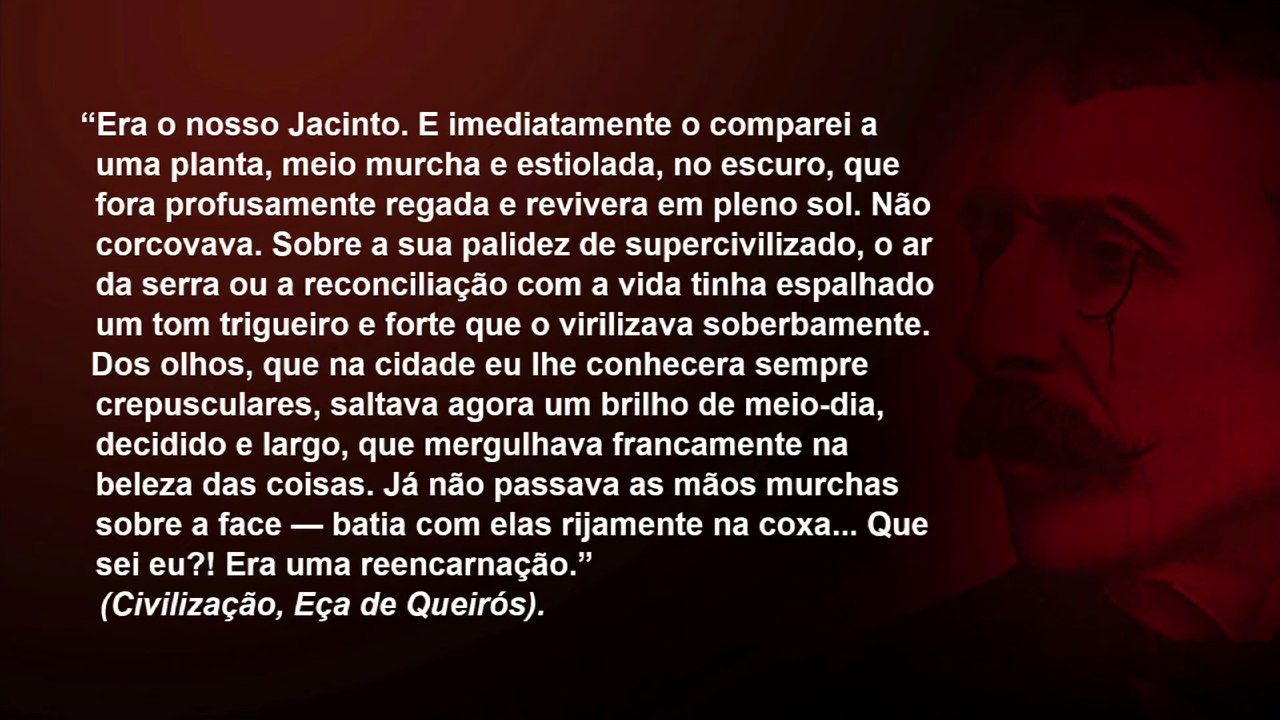 “Era o nosso Jacinto. E imediatamente o comparei a
uma planta, meio murcha e estiolada, no escuro, que
fora profusamente regada e revivera em pleno sol. Não
corcovava. Sobre a sua palidez de supercivilizado, o ar
da serra ou a reconciliação com a vida tinha espalhado
um tom trigueiro e forte que o virilizava soberbamente.
Dos olhos, que na cidade eu lhe conhecera sempre
crepusculares, saltava agora um brilho de meio-dia,
decidido e largo, que mergulhava francamente na
beleza das coisas. Já não passava as mãos murchas
sobre a face — batia com elas rijamente na coxa... Que
sei eu?! Era uma reencarnação.”
(Civilização, Eça de Queirós).